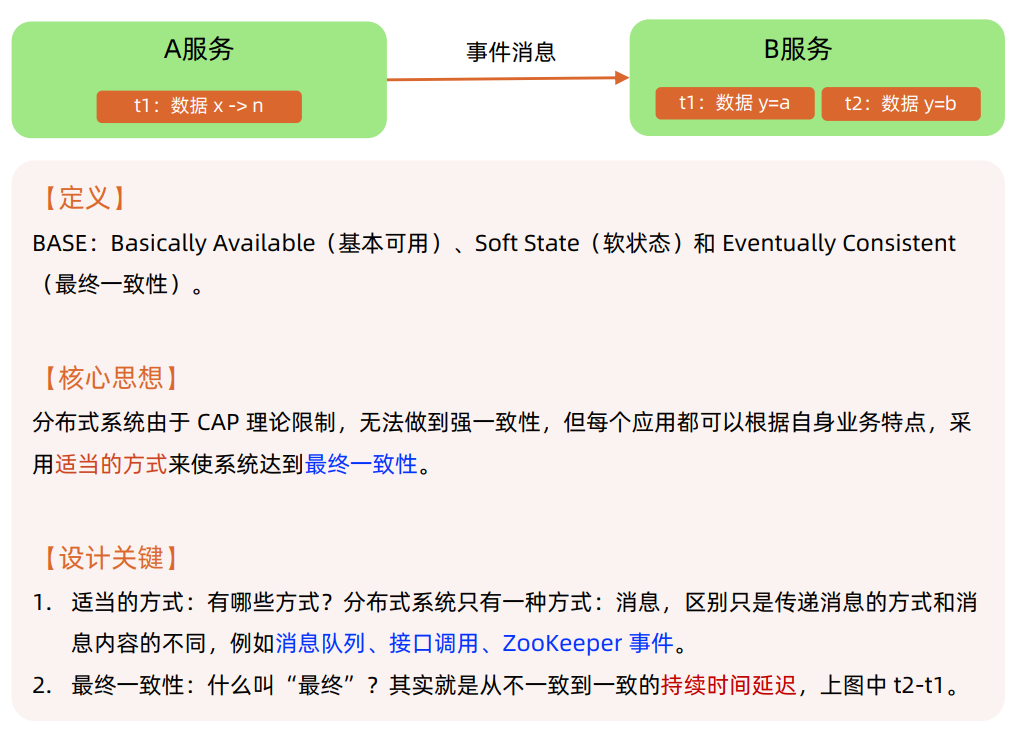 A服务
事件消息
B服务
t1：数据 x -> n
t1：数据 y=a
t2：数据 y=b
【定义】
BASE：Basically Available（基本可用）、Soft State（软状态）和 Eventually Consistent
（最终一致性）。
【核心思想】
分布式系统由于 CAP 理论限制，无法做到强一致性，但每个应用都可以根据自身业务特点，采
用适当的方式来使系统达到最终一致性。
【设计关键】
1. 适当的方式：有哪些方式？分布式系统只有一种方式：消息，区别只是传递消息的方式和消
息内容的不同，例如消息队列、接口调用、ZooKeeper 事件。
2. 最终一致性：什么叫“最终”？其实就是从不一致到一致的持续时间延迟，上图中 t2-t1。